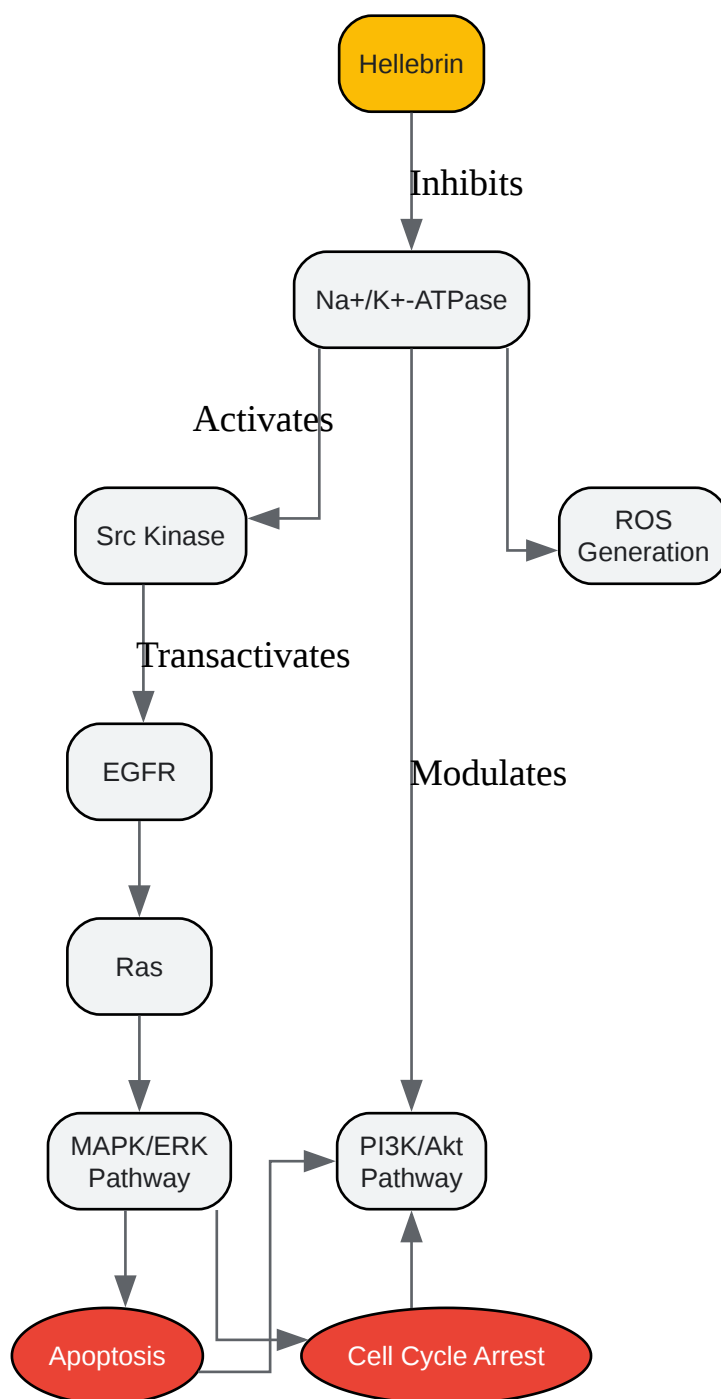 Hellebrin
Inhibits
Na+/K+-ATPase
Activates
Src Kinase
ROS
Generation
Transactivates
EGFR
Modulates
Ras
MAPK/ERK
Pathway
PI3K/Akt
Pathway
Apoptosis
Cell Cycle Arrest